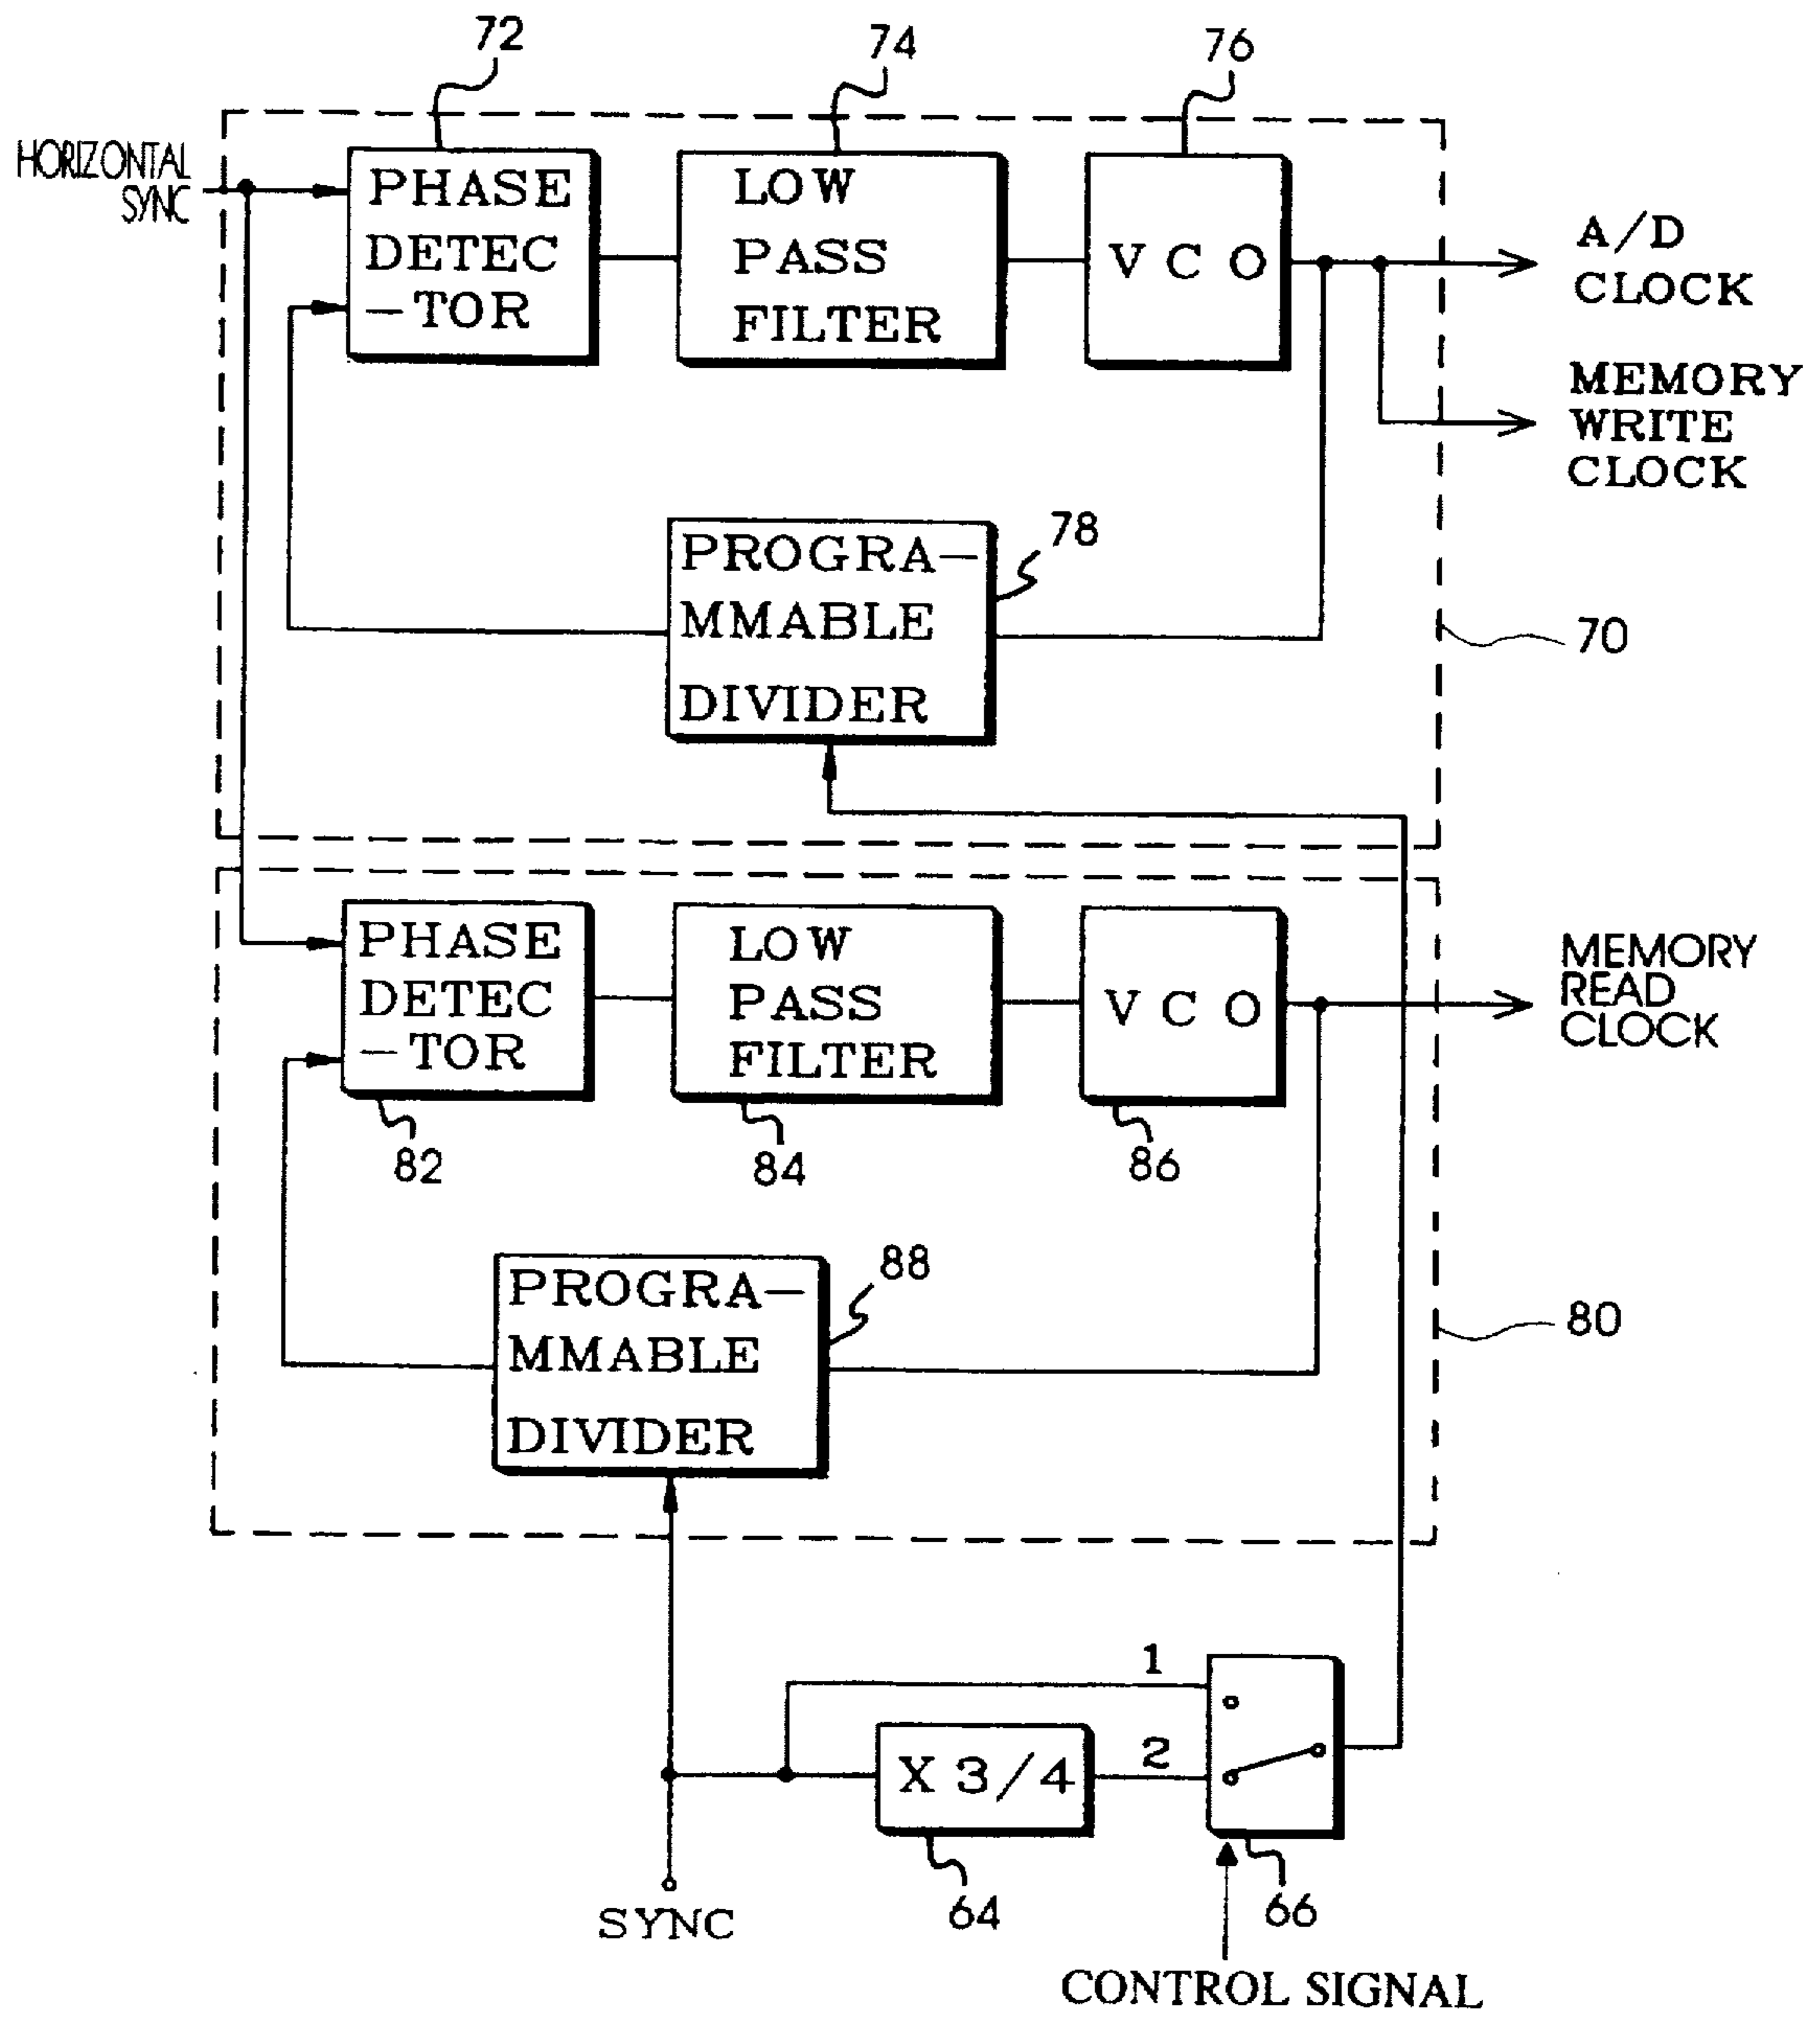 72
74
76
HORIZONTAL
SYNC
PHASE
DETEC
-TOR
LOW
PASS
FILTER
VCO
A/D
CLOCK
MEMORY
WRITE
CLOCK
PROGRA-
MMABLE
DIVIDER
78
70
PHASE
DETEC
-TOR
LOW
PASS
FILTER
VCO
MEMORY
READ
CLOCK
82
84
86
PROGRA-
MMABLE
DIVIDER
88
80
1
X 3/4
2
64
66
SYNC
CONTROL SIGNAL